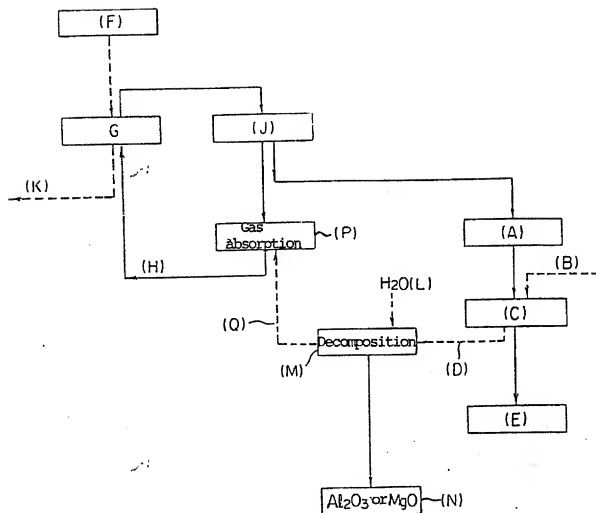 (F)
G
(J)
(K)
Gas
absorption
(P)
(A)
(H)
(B)
H2O(L)
(C)
(Q)
Decomposition
(M)
(D)
(E)
Al2O3 or MgO
(N)